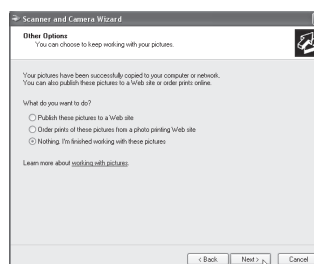 Scanner and Camera Wizard
Other Options
You can choose to keep working with your pictures.
Your pictures have been successfully copied to your computer or network.
You can also publish these pictures to a Web site or order prints online.
What do you want to do?
Publish these pictures to a Web site
Order prints of these pictures from a photo printing Web site
Nothing. I'm finished working with these pictures
Learn more about working with pictures.
< Back Next > Cancel